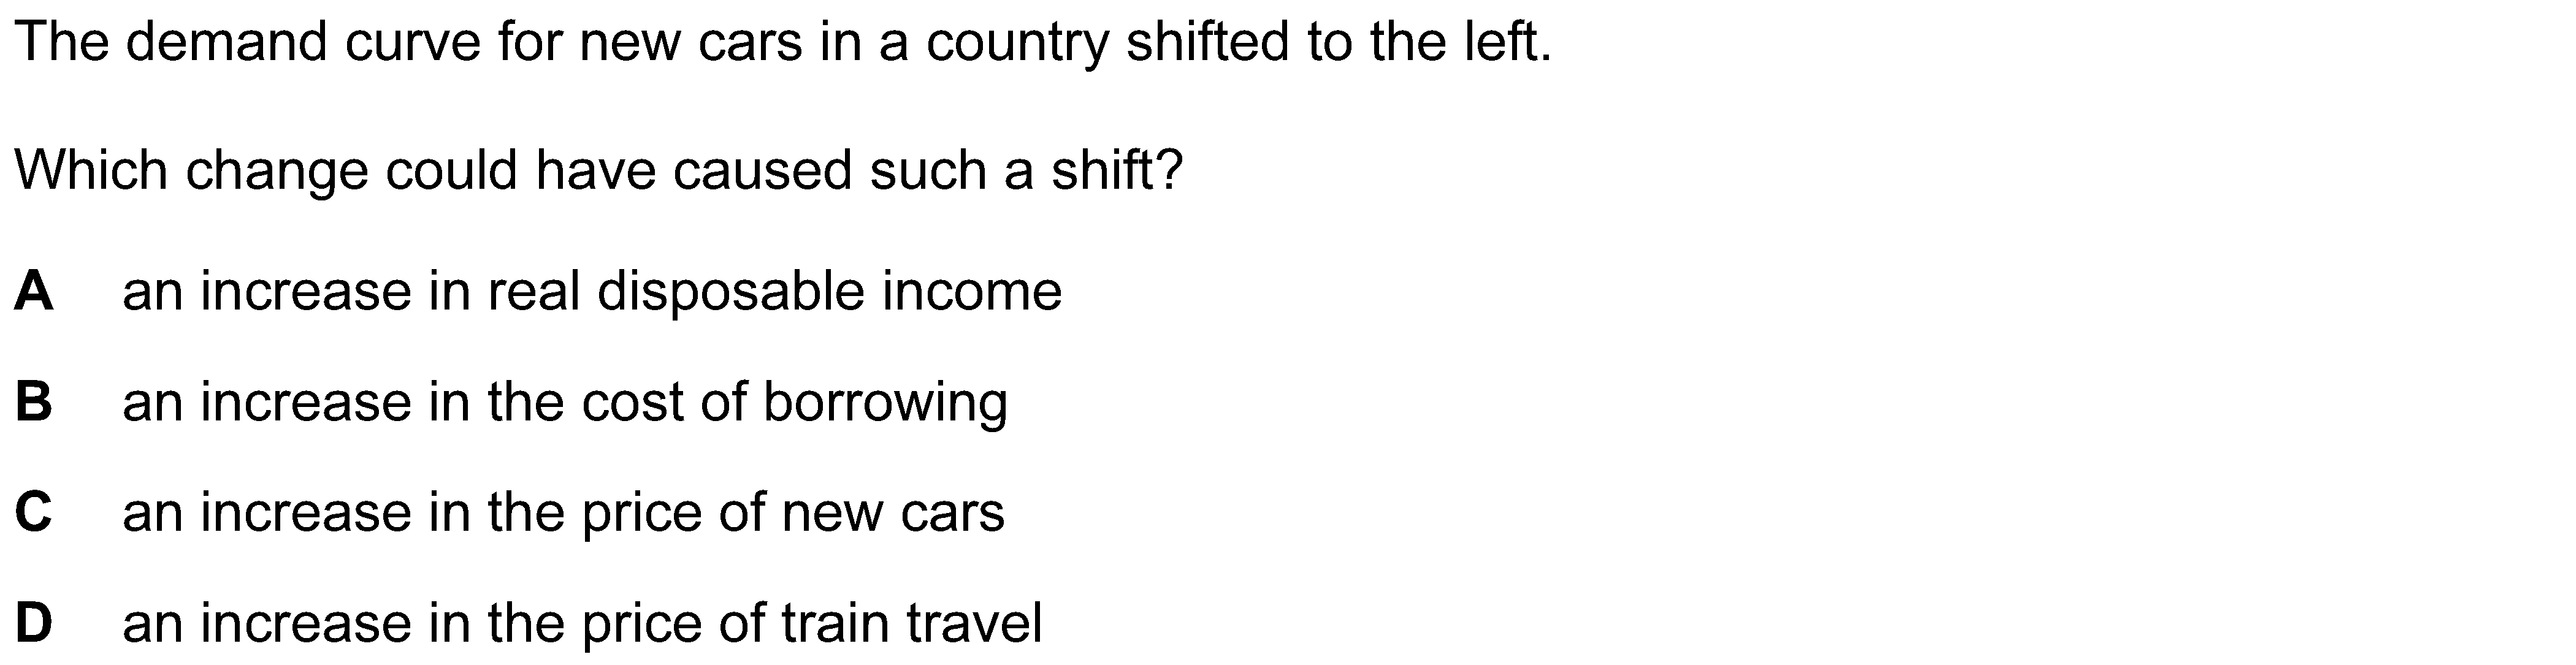 The demand curve for new cars in a country shifted to the left.
Which change could have caused such a shift?
A an increase in real disposable income
B an increase in the cost of borrowing
C an increase in the price of new cars
D an increase in the price of train travel